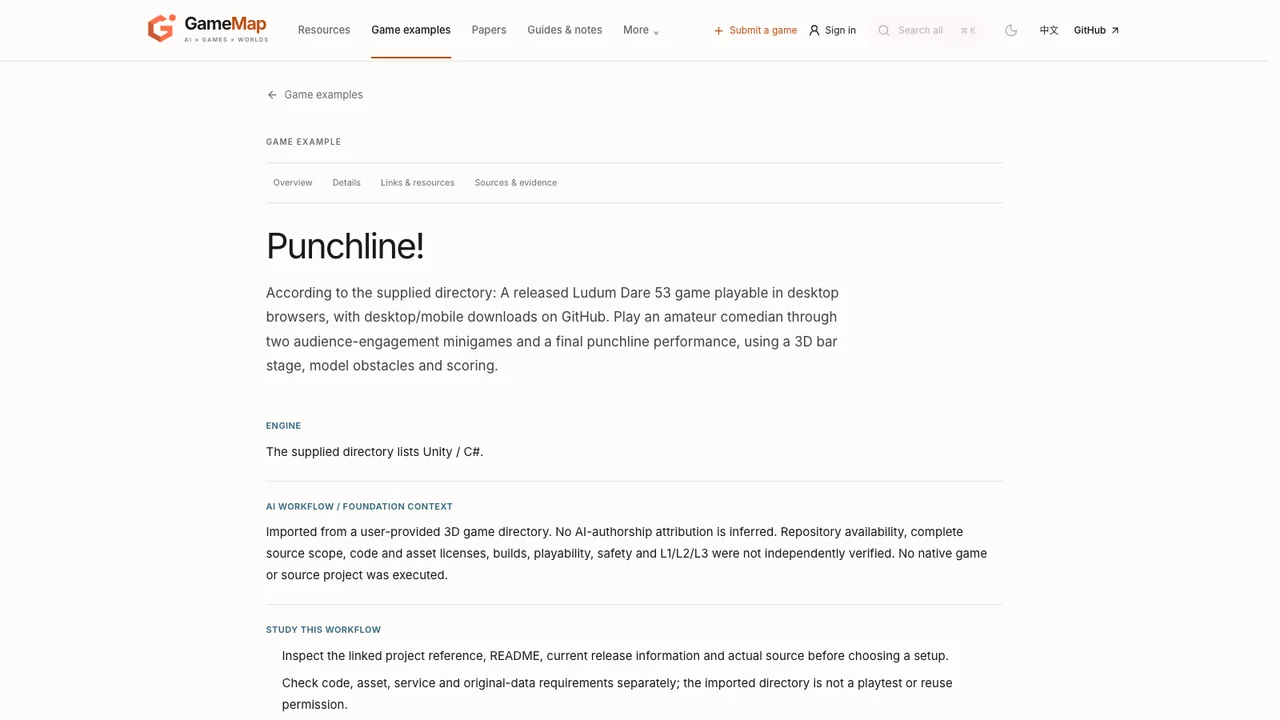 GameMap
AI × GAMES × WORLDS
Resources
Game examples
Papers
Guides & notes
More
Submit a game
Sign in
Search all
⌘ K
中文
GitHub ↗
← Game examples
GAME EXAMPLE
Overview
Details
Links & resources
Sources & evidence
Punchline!
According to the supplied directory: A released Ludum Dare 53 game playable in desktop
browsers, with desktop/mobile downloads on GitHub. Play an amateur comedian through
two audience-engagement minigames and a final punchline performance, using a 3D bar
stage, model obstacles and scoring.
ENGINE
The supplied directory lists Unity / C#.
AI WORKFLOW / FOUNDATION CONTEXT
Imported from a user-provided 3D game directory. No AI-authorship attribution is inferred. Repository availability, complete
source scope, code and asset licenses, builds, playability, safety and L1/L2/L3 were not independently verified. No native game
or source project was executed.
STUDY THIS WORKFLOW
Inspect the linked project reference, README, current release information and actual source before choosing a setup.
Check code, asset, service and original-data requirements separately; the imported directory is not a playtest or reuse
permission.